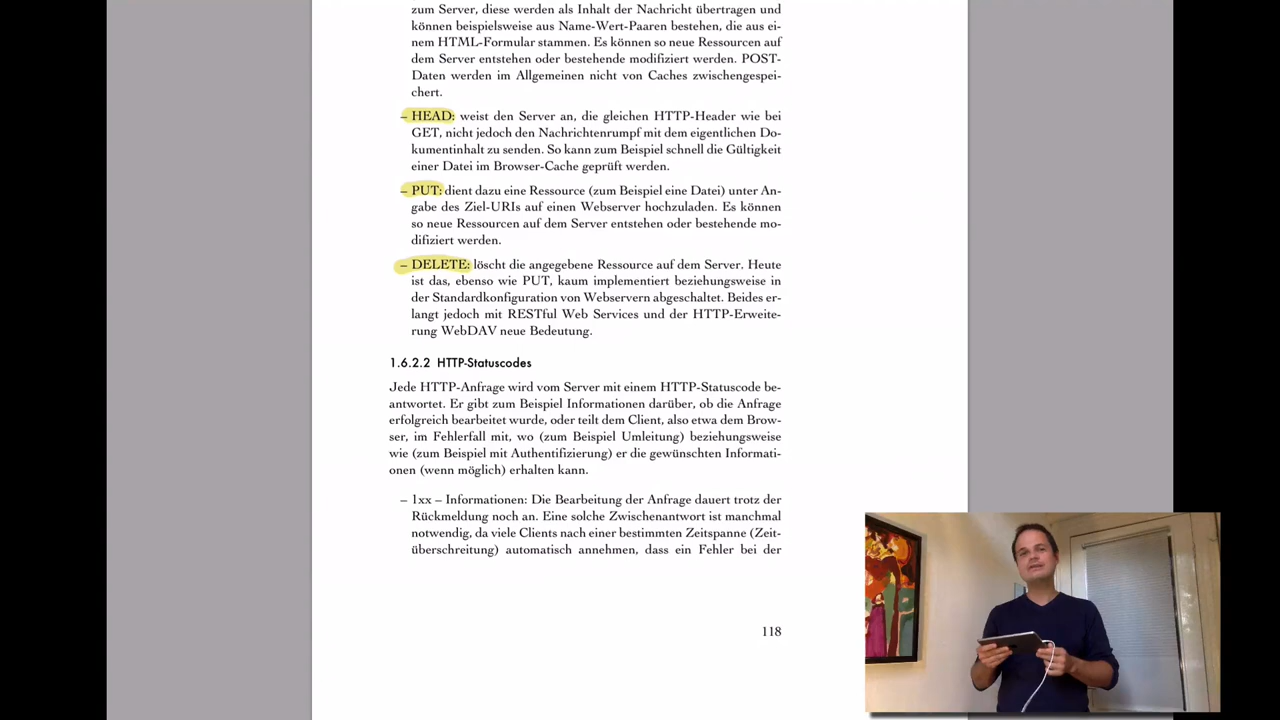 zum Server, diese werden als Inhalt der Nachricht übertragen und
können beispielsweise aus Name-Wert-Paaren bestehen, die aus ei-
nem HTML-Formular stammen. Es können so neue Ressourcen auf
dem Server entstehen oder bestehende modifiziert werden. POST-
Daten werden im Allgemeinen nicht von Caches zwischengespei-
chert.
– HEAD: weist den Server an, die gleichen HTTP-Header wie bei
GET, nicht jedoch den Nachrichtenrumpf mit dem eigentlichen Do-
kumentinhalt zu senden. So kann zum Beispiel schnell die Gültigkeit
einer Datei im Browser-Cache geprüft werden.
– PUT: dient dazu eine Ressource (zum Beispiel eine Datei) unter An-
gabe des Ziel-URIs auf einen Webserver hochzuladen. Es können
so neue Ressourcen auf dem Server entstehen oder bestehende mo-
difiziert werden.
– DELETE: löscht die angegebene Ressource auf dem Server. Heute
ist das, ebenso wie PUT, kaum implementiert beziehungsweise in
der Standardkonfiguration von Webservern abgeschaltet. Beides er-
langt jedoch mit RESTful Web Services und der HTTP-Erweite-
rung WebDAV neue Bedeutung.
1.6.2.2 HTTP-Statuscodes
Jede HTTP-Anfrage wird vom Server mit einem HTTP-Statuscode be-
antwortet. Er gibt zum Beispiel Informationen darüber, ob die Anfrage
erfolgreich bearbeitet wurde, oder teilt dem Client, also etwa dem Brow-
ser, im Fehlerfall mit, wo (zum Beispiel Umleitung) beziehungsweise
wie (zum Beispiel mit Authentifizierung) er die gewünschten Informati-
onen (wenn möglich) erhalten kann.
– 1xx – Informationen: Die Bearbeitung der Anfrage dauert trotz der
Rückmeldung noch an. Eine solche Zwischenantwort ist manchmal
notwendig, da viele Clients nach einer bestimmten Zeitspanne (Zeit-
überschreitung) automatisch annehmen, dass ein Fehler bei der
118